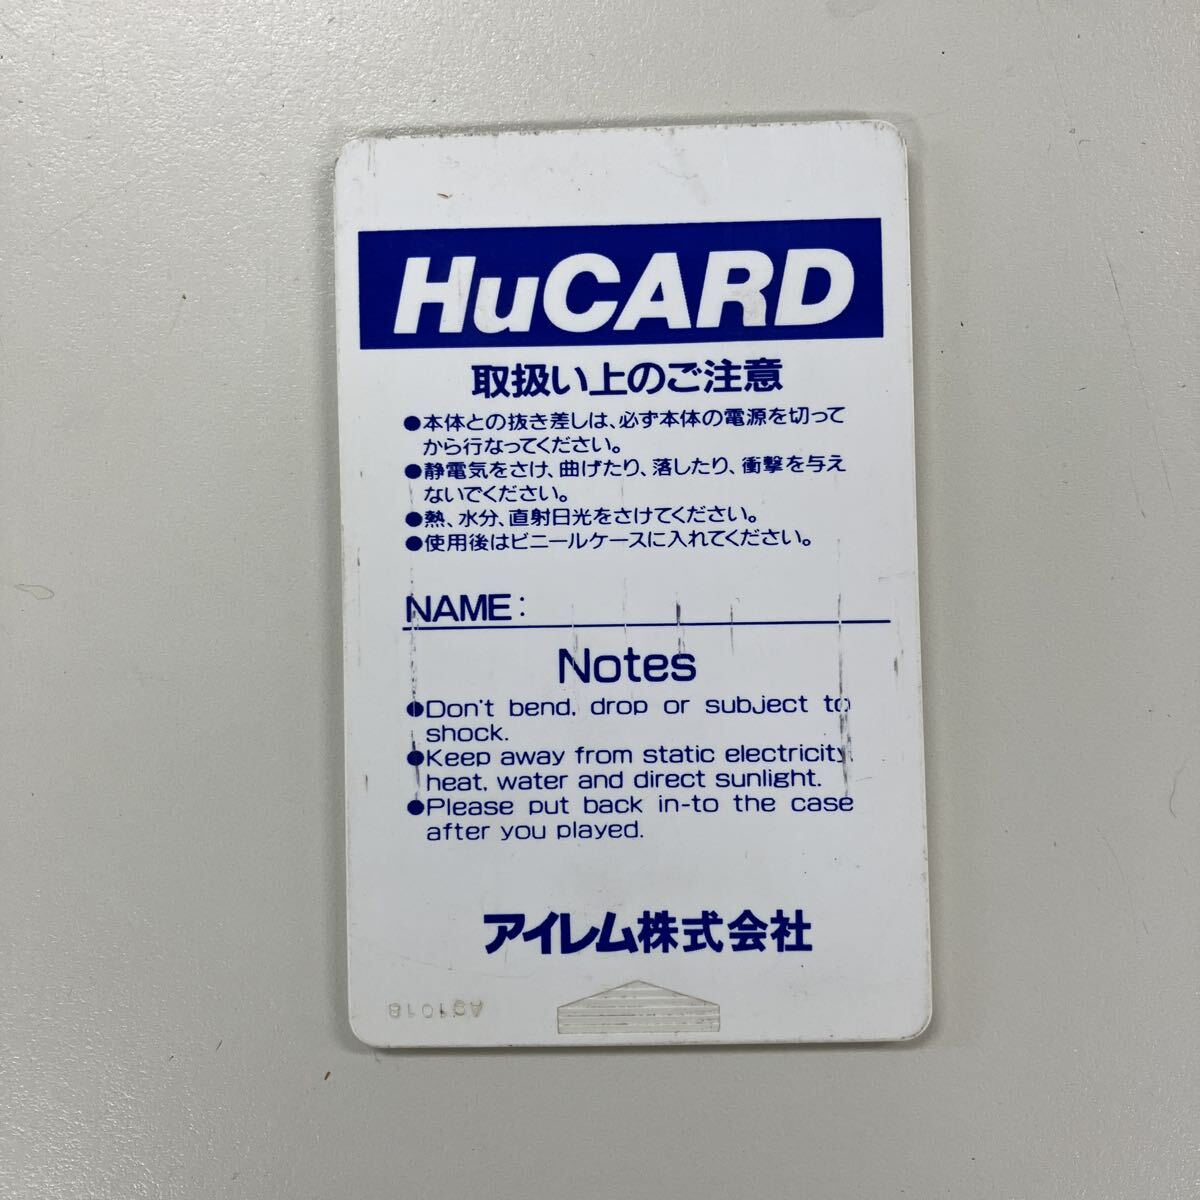 HuCARD
取扱い上のご注意
●本体との抜き差しは、必ず本体の電源を切って
から行なってください。
●静電気をさけ、曲げたり、落したり、衝撃を与え
ないでください。
●熱、水分、直射日光をさけてください。
●使用後はビニールケースに入れてください。
NAME:
Notes
●Don't bend, drop or subject to
shock.
●Keep away from static electricity,
heat, water and direct sunlight.
●Please put back in-to the case
after you played.
アイレム株式会社